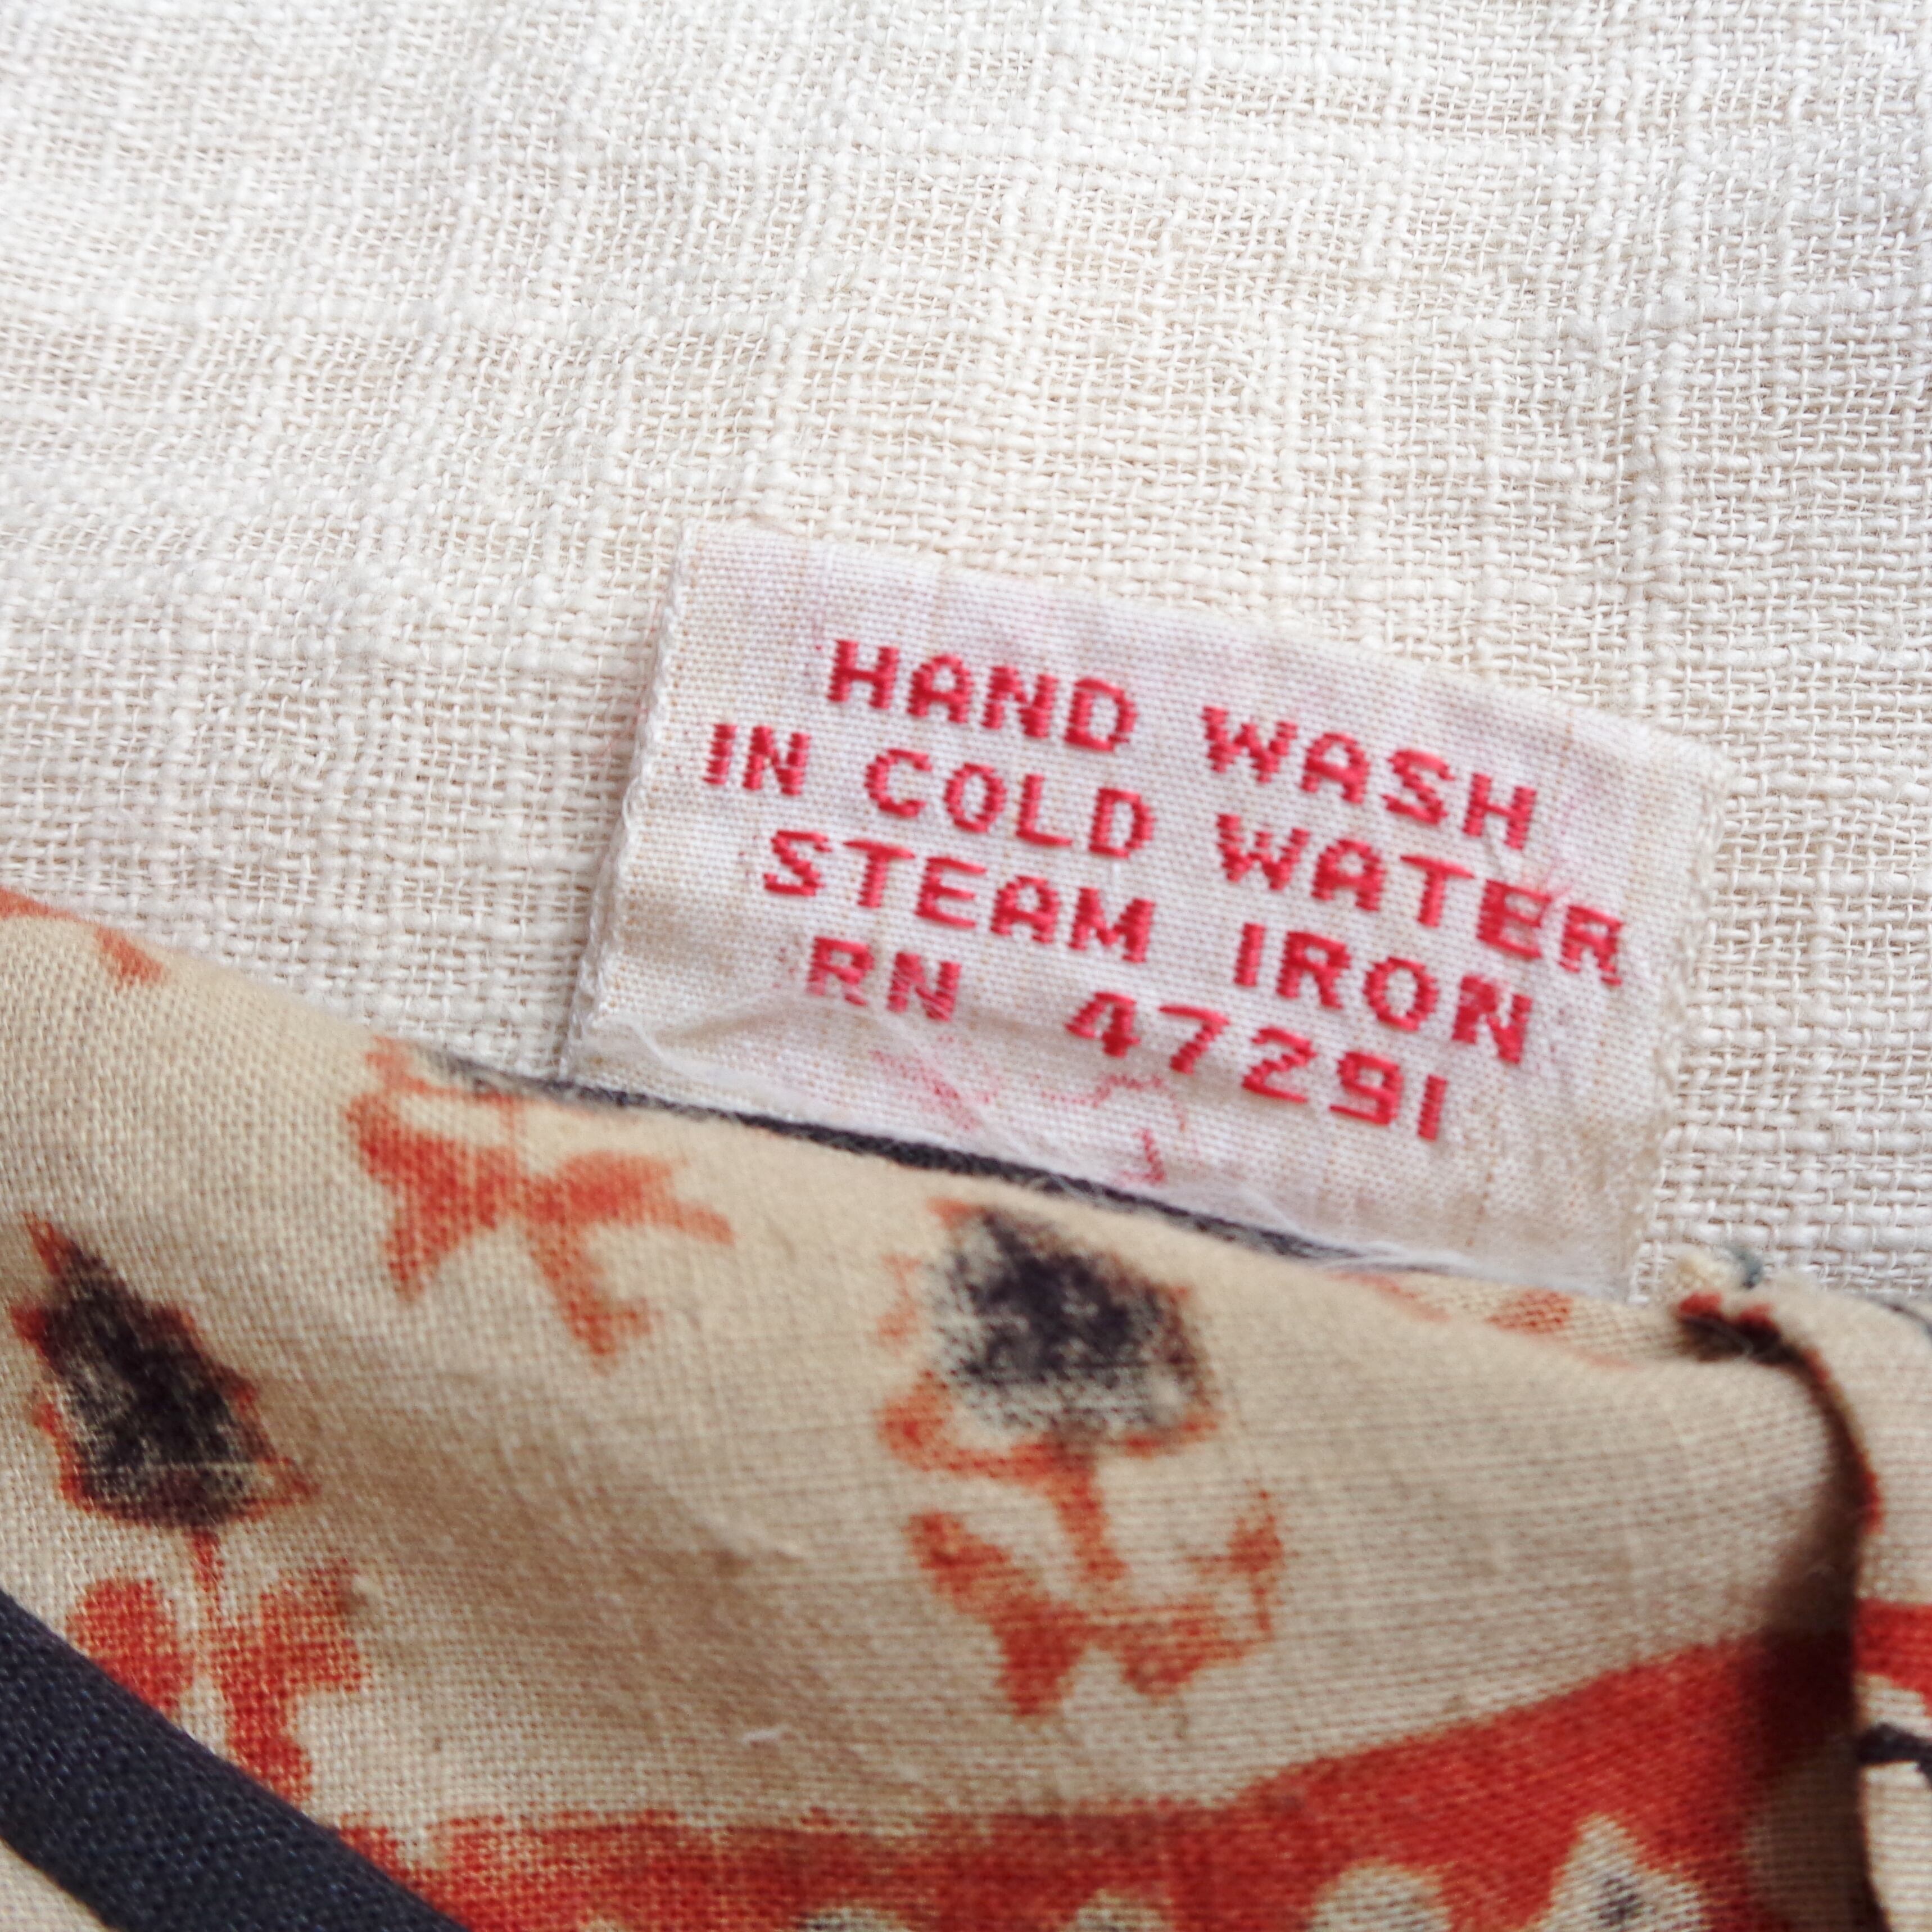 HAND WASH
IN COLD WATER
STEAM IRON
RN 47291